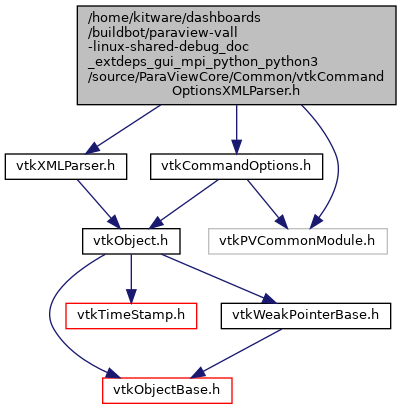 /home/kitware/dashboards
/buildbot/paraview-vall
-linux-shared-debug_doc
_extdeps_gui_mpi_python_python3
/source/ParaViewCore/Common/vtkCommand
OptionsXMLParser.h
vtkXMLParser.h
vtkCommandOptions.h
vtkObject.h
vtkPVCommonModule.h
vtkTimeStamp.h
vtkWeakPointerBase.h
vtkObjectBase.h